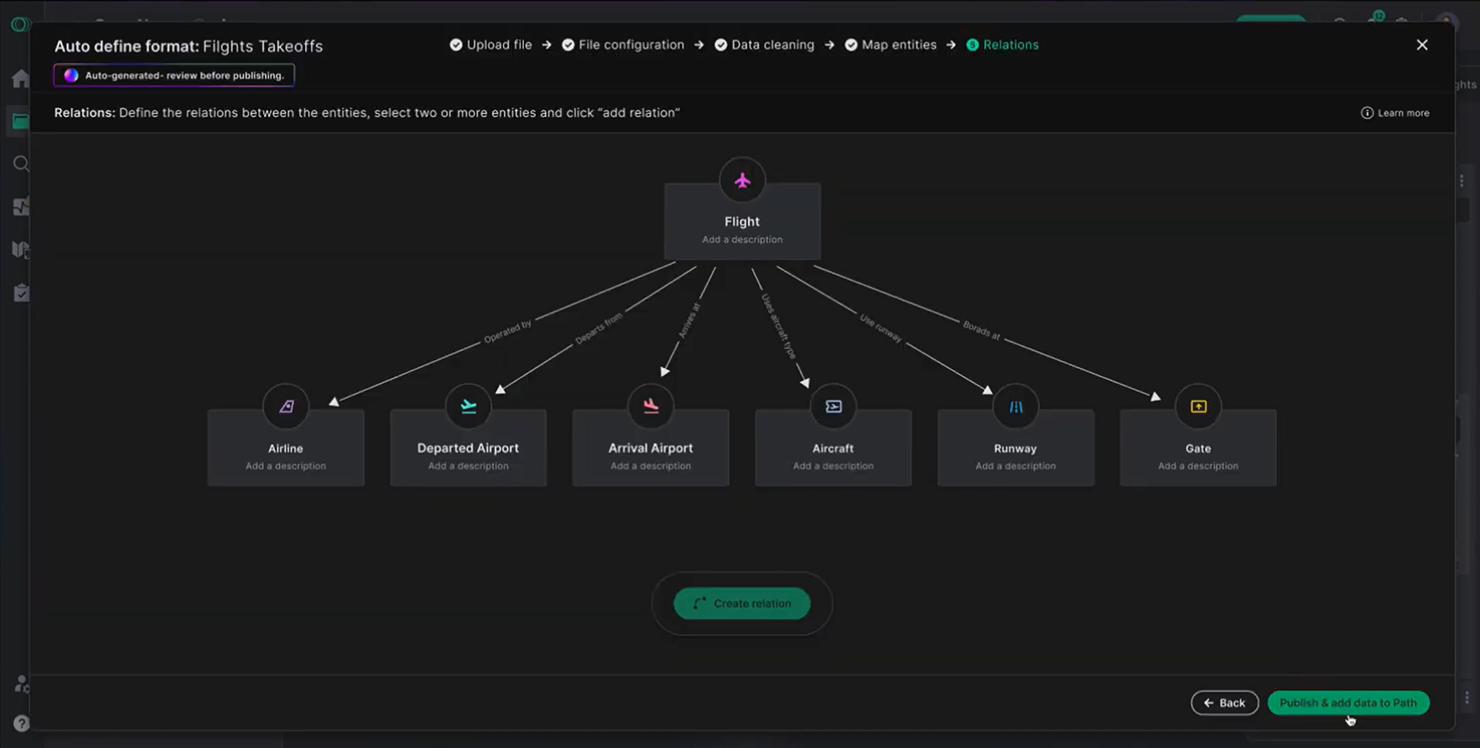 12
Auto define format: Filghts Takeoffs
Upload file → File configuration → Data cleaning → Map entities → 5 Relations
Auto-generated- review before publishing.
ghts
Relations: Define the relations between the entities, select two or more entities and click “add relation”
Learn more
Flight
Add a description
Operated by
Departs from
Arrives at
Uses aircraft type
Use runway
Borads at
Airline
Add a description
Departed Airport
Add a description
Arrival Airport
Add a description
Aircraft
Add a description
Runway
Add a description
Gate
Add a description
Create relation
← Back
Publish & add data to Path